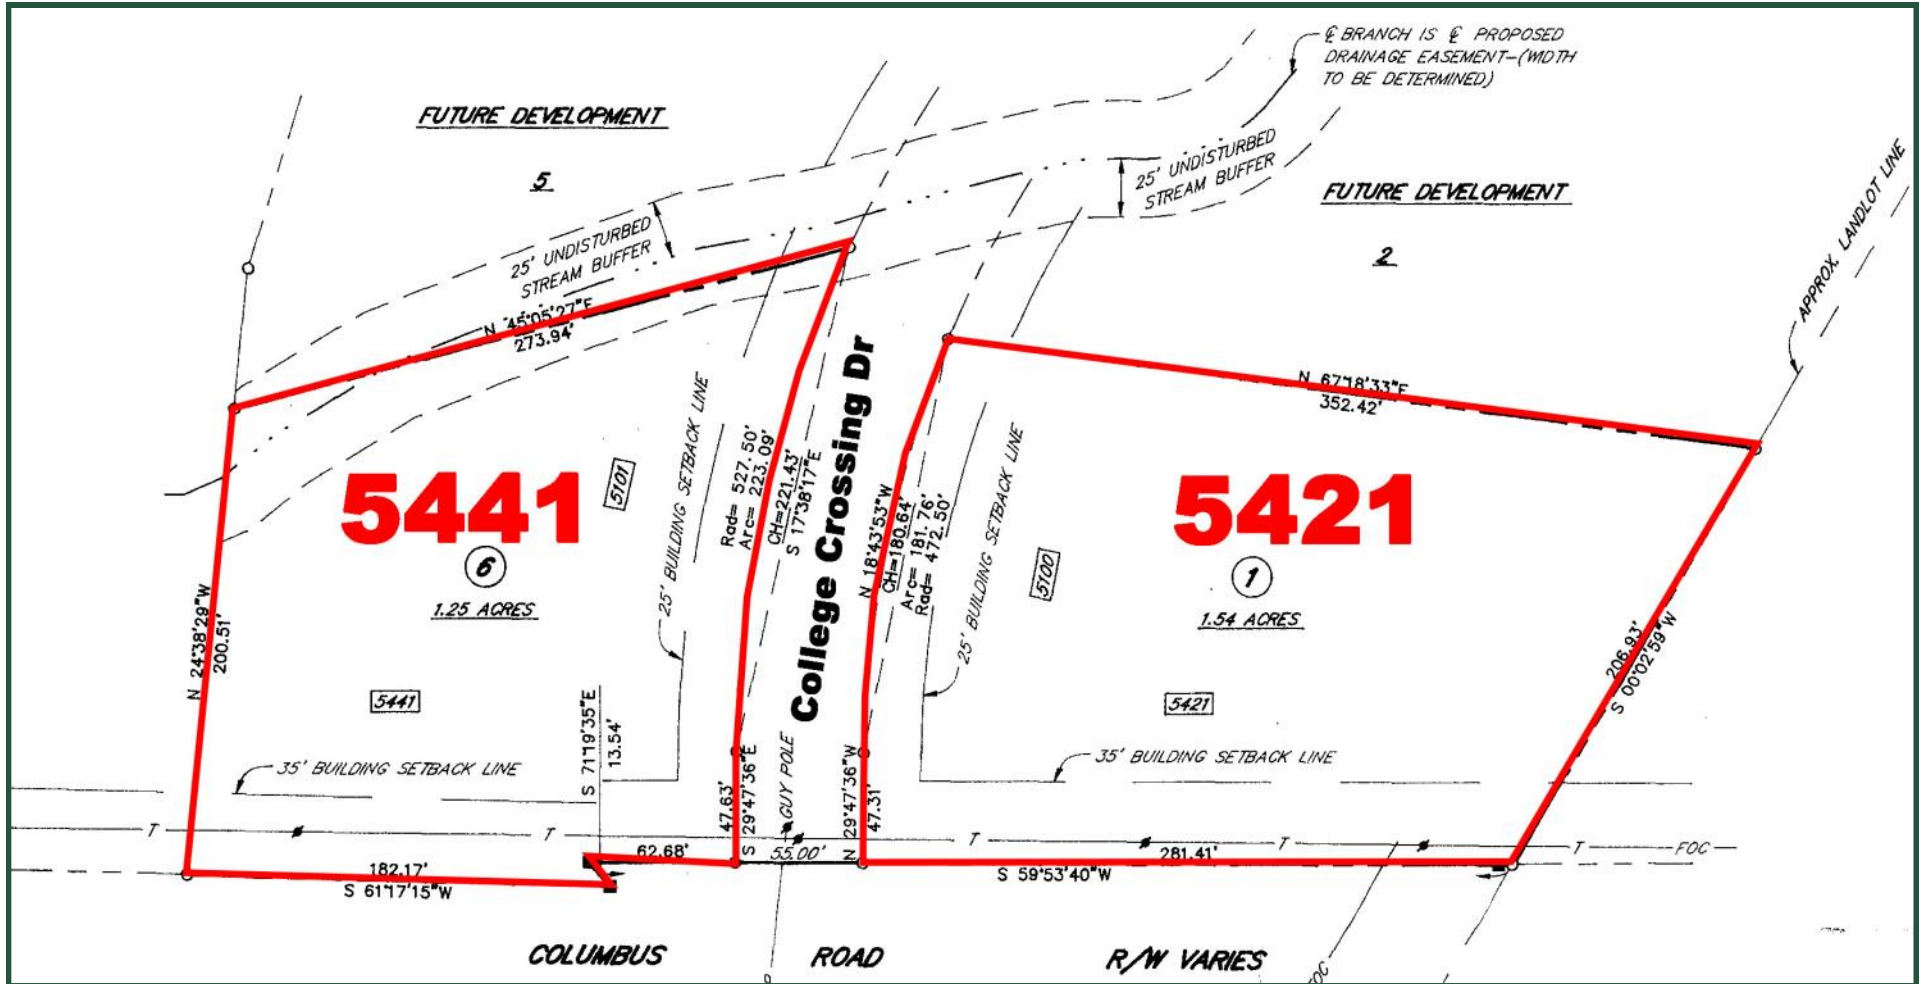 ℄ BRANCH IS ℄ PROPOSED
DRAINAGE EASEMENT-(WIDTH
TO BE DETERMINED)
FUTURE DEVELOPMENT
5
25' UNDISTURBED
STREAM BUFFER
25' UNDISTURBED
STREAM BUFFER
FUTURE DEVELOPMENT
2
APPROX. LANDLOT LINE
N 45°05'27"E
273.94'
N 67°18'33"E
352.42'
5441
6
1.25 ACRES
5101
25' BUILDING SETBACK LINE
Rad= 527.50'
Arc= 223.09'
CH=221.43'
S 17°38'17"E
College Crossing Dr
N 18°43'53"W
CH=180.64'
Arc= 181.76'
Rad= 472.50'
25' BUILDING SETBACK LINE
5100
5421
1
1.54 ACRES
N 24°38'29"W
200.51'
206.93'
S 00°02'59"W
5441
5421
S 71°19'35"E
13.54'
35' BUILDING SETBACK LINE
35' BUILDING SETBACK LINE
47.63'
S 29°47'36"E
GUY POLE
N 29°47'36"W
47.31'
T
T
T
T
T
FOC
182.17'
S 61°17'15"W
62.68'
55.00'
281.41'
S 59°53'40"W
COLUMBUS ROAD R/W VARIES
FOC